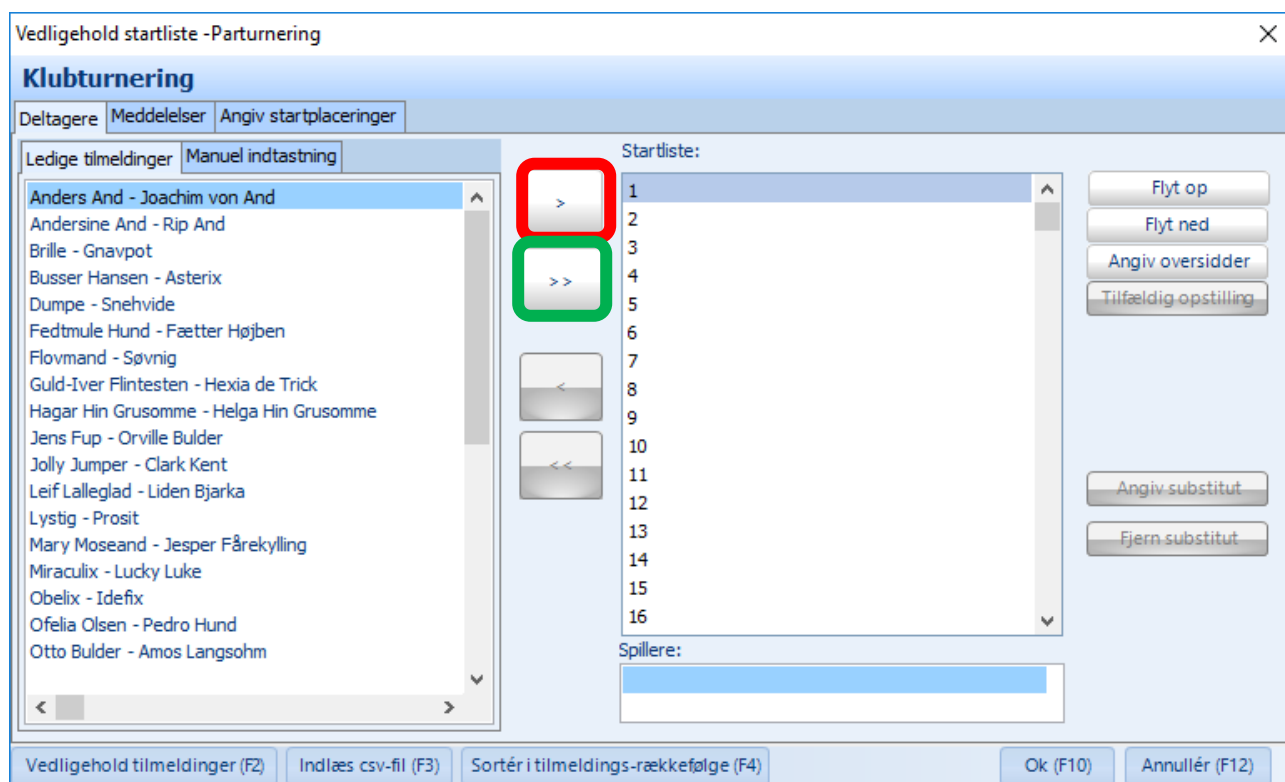 Vedligehold startliste -Parturnering
Klubturnering
Deltagere Meddelelser Angiv startplaceringer
Ledige tilmeldinger Manuel indtastning
Anders And - Joachim von And
Andersine And - Rip And
Brille - Gnavpot
Busser Hansen - Asterix
Dumpe - Snehvide
Fedtmule Hund - Fætter Højben
Flovmand - Søvnig
Guld-Iver Flintesten - Hexia de Trick
Hagar Hin Grusomme - Helga Hin Grusomme
Jens Fup - Orville Bulder
Jolly Jumper - Clark Kent
Leif Lalleglad - Liden Bjarka
Lystig - Prosit
Mary Moseand - Jesper Fårekylling
Miraculix - Lucky Luke
Obelix - Idefix
Ofelia Olsen - Pedro Hund
Otto Bulder - Amos Langsohm
>
>>
<
<<
Startliste:
1
2
3
4
5
6
7
8
9
10
11
12
13
14
15
16
Spillere:
Flyt op
Flyt ned
Angiv oversidder
Tilfældig opstilling
Angiv substitut
Fjern substitut
Vedligehold tilmeldinger (F2) Indlæs csv-fil (F3) Sortér i tilmeldings-rækkefølge (F4) Ok (F10) Annullér (F12)